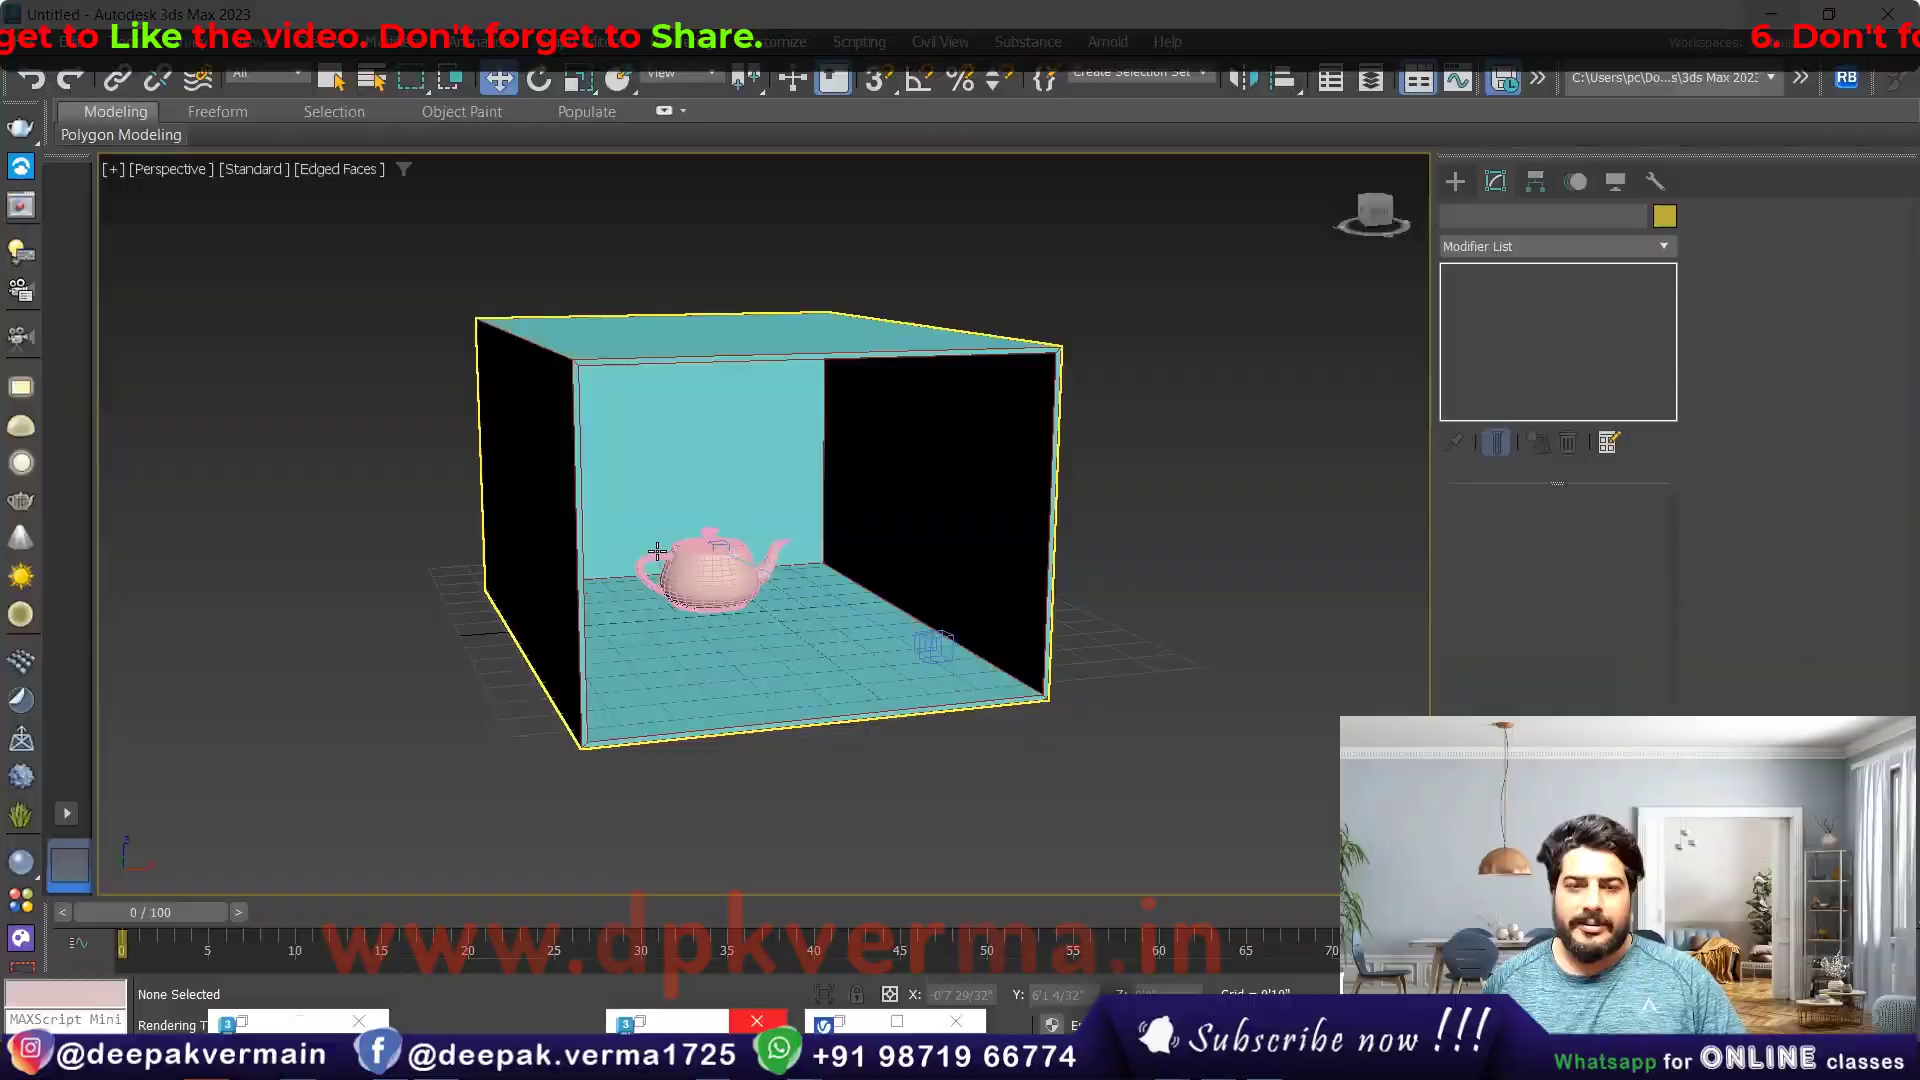 Untitled - Autodesk 3ds Max 2023
get to Like the video. Don't forget to Share.
6. Don't fo
Customize Scripting Civil View Substance Arnold Help
Workspaces:
All
View
Create Selection Set
C:\Users\pc\Do...s\3ds Max 202:
RB
Modeling Freeform Selection Object Paint Populate
Polygon Modeling
[+] [Perspective ] [Standard ] [Edged Faces ]
Modifier List
0 / 100
0 5 10 15 20 25 30 35 40 45 50 55 60 65 70
www.dpkverma.in
None Selected
X: -0'7 29/32" Y: 6'1 4/32" Z:
Grid = 0'10"
MAXScript Mini
Rendering T
@deepakvermain
@deepak.verma1725
+91 98719 66774
Subscribe now !!!
Whatsapp for ONLINE classes